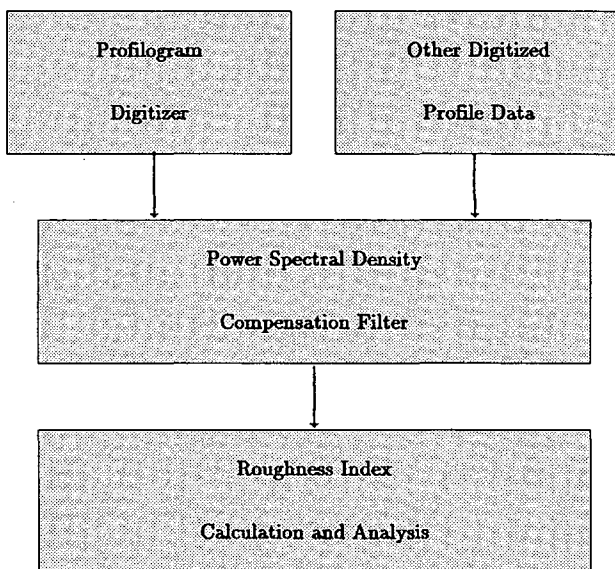 Profilogram
Digitizer
Other Digitized
Profile Data
Power Spectral Density
Compensation Filter
Roughness Index
Calculation and Analysis